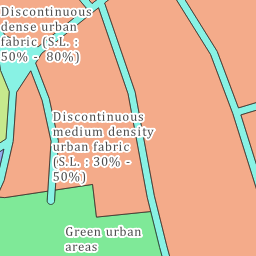 Discontinuous
dense urban
fabric (S.L. :
50% -  80%)
Discontinuous
medium density
urban fabric
(S.L. : 30% -
50%)
Green urban
areas